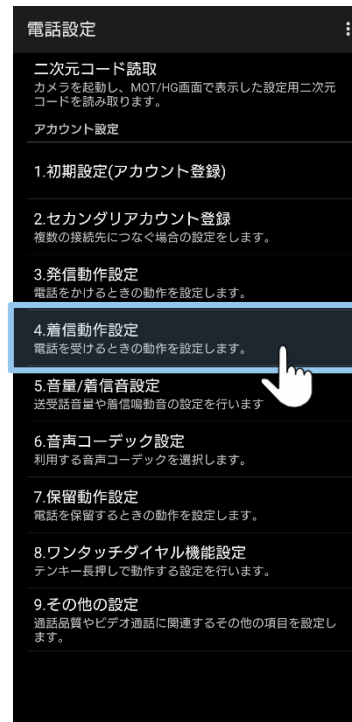 電話設定
二次元コード読取
カメラを起動し、MOT/HG画面で表示した設定用二次元
コードを読み取ります。
アカウント設定
1.初期設定(アカウント登録)
2.セカンダリアカウント登録
複数の接続先につなぐ場合の設定をします。
3.発信動作設定
電話をかけるときの動作を設定します。
4.着信動作設定
電話を受けるときの動作を設定します。
5.音量/着信音設定
送受話音量や着信鳴動音の設定を行います
6.音声コーデック設定
利用する音声コーデックを選択します。
7.保留動作設定
電話を保留するときの動作を設定します。
8.ワンタッチダイヤル機能設定
テンキー長押しで動作する設定を行います。
9.その他の設定
通話品質やビデオ通話に関連するその他の項目を設定し
ます。